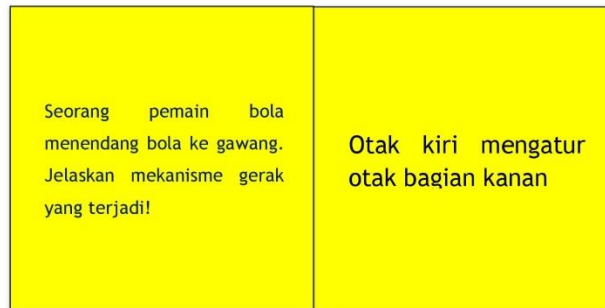 Seorang pemain bola
menendang bola ke gawang.
Jelaskan mekanisme gerak
yang terjadi!
Otak kiri mengatur
otak bagian kanan